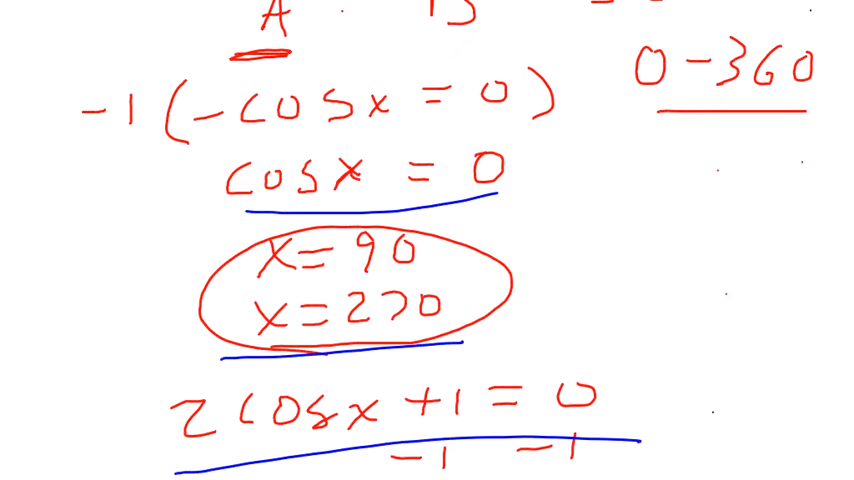 A
0-360
-1(-cosx = 0)
cosx = 0
x=90
x=270
2cosx+1=0
-1 -1